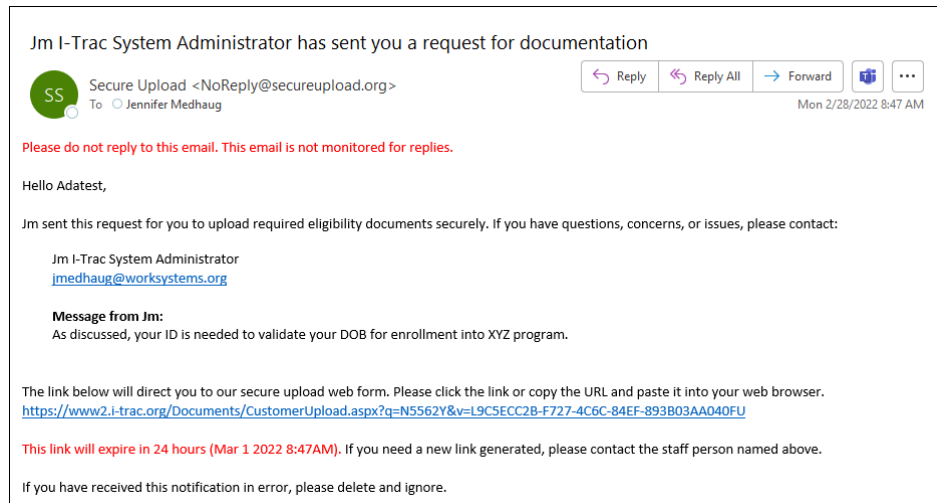 Jm I-Trac System Administrator has sent you a request for documentation
SS
Secure Upload <NoReply@secureupload.org>
To Jennifer Medhaug
Reply Reply All Forward
Mon 2/28/2022 8:47 AM
Please do not reply to this email. This email is not monitored for replies.
Hello Adatest,
Jm sent this request for you to upload required eligibility documents securely. If you have questions, concerns, or issues, please contact:
Jm I-Trac System Administrator
jmedhaug@worksystems.org
Message from Jm:
As discussed, your ID is needed to validate your DOB for enrollment into XYZ program.
The link below will direct you to our secure upload web form. Please click the link or copy the URL and paste it into your web browser.
https://www2.i-trac.org/Documents/CustomerUpload.aspx?q=N5562Y&v=L9C5ECC2B-F727-4C6C-84EF-893B03AA040FU
This link will expire in 24 hours (Mar 1 2022 8:47AM). If you need a new link generated, please contact the staff person named above.
If you have received this notification in error, please delete and ignore.